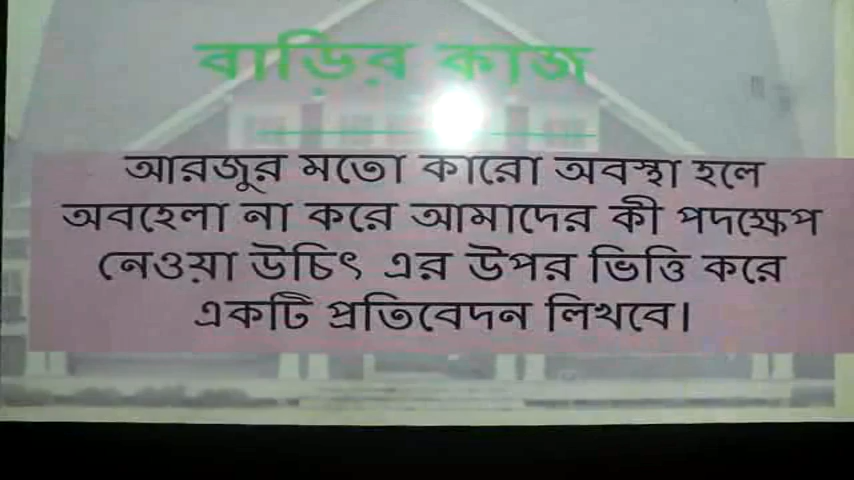 বাড়ির কাজ
আরজুর মতো কারো অবস্থা হলে
অবহেলা না করে আমাদের কী পদক্ষেপ
নেওয়া উচিৎ এর উপর ভিত্তি করে
একটি প্রতিবেদন লিখবে।